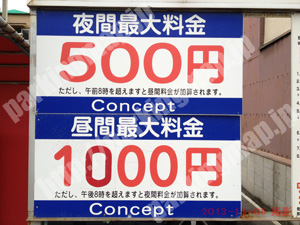 夜間最大料金
500円
ただし、午前8時を超えますと昼間料金が加算されます。
Concept
昼間最大料金
1000円
ただし、午後8時を超えますと夜間料金が加算されます。
Concept